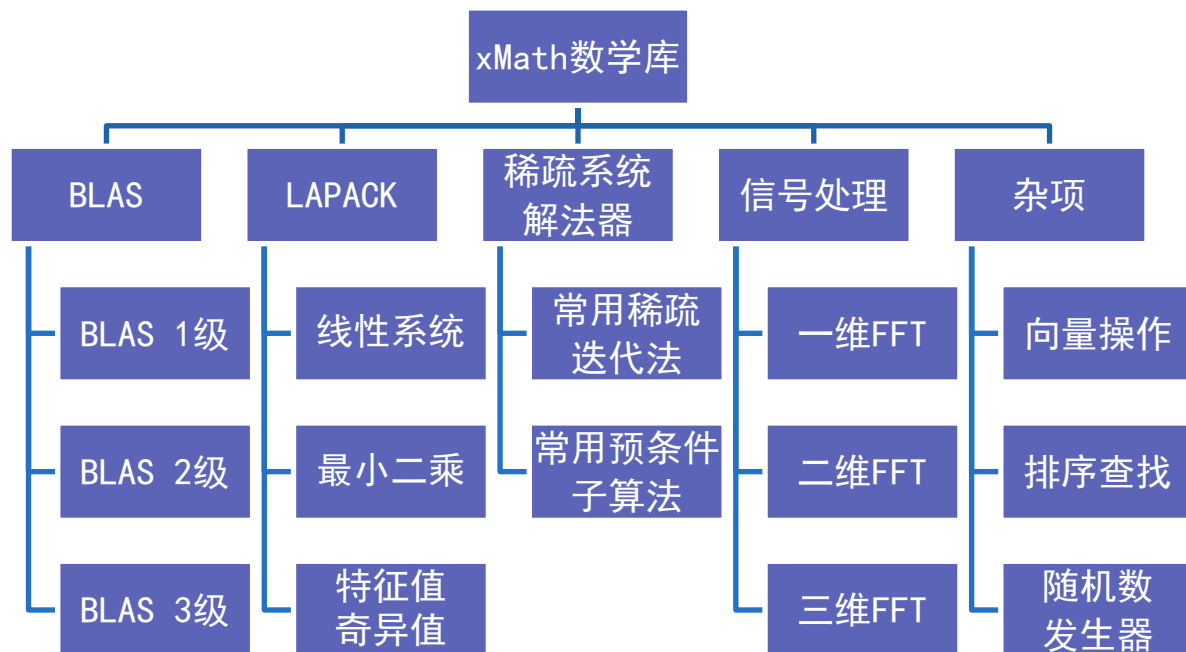 xMath数学库
BLAS
LAPACK
稀疏系统
解法器
信号处理
杂项
BLAS 1级
线性系统
常用稀疏
迭代法
一维FFT
向量操作
BLAS 2级
最小二乘
常用预条件
子算法
二维FFT
排序查找
BLAS 3级
特征值
奇异值
三维FFT
随机数
发生器